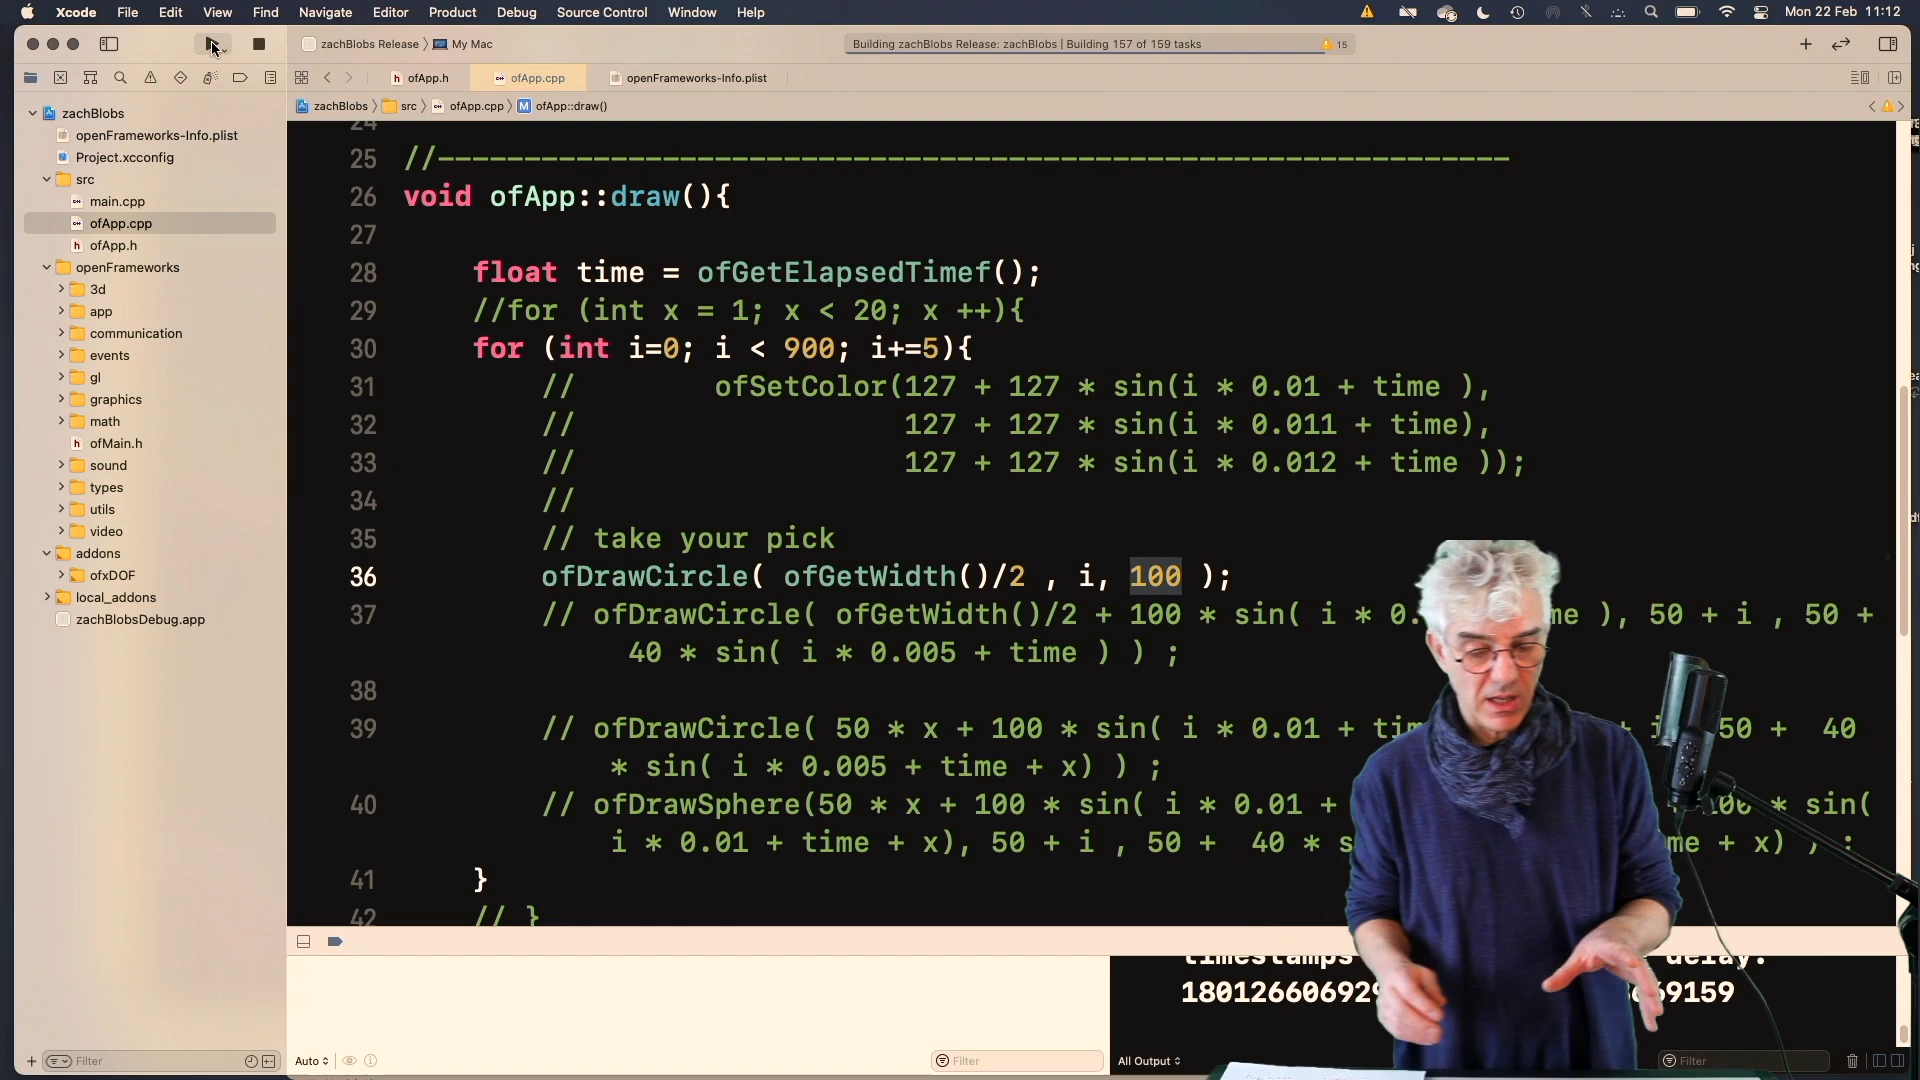 Xcode File Edit View Find Navigate Editor Product Debug Source Control Window Help Mon 22 Feb 11:12
zachBlobs Release 〉 My Mac Building zachBlobs Release: zachBlobs | Building 157 of 159 tasks 15
ofApp.h ofApp.cpp openFrameworks-Info.plist
zachBlobs 〉 src 〉 ofApp.cpp 〉 M ofApp::draw()
zachBlobs
openFrameworks-Info.plist
Project.xcconfig
src
main.cpp
ofApp.cpp
ofApp.h
openFrameworks
3d
app
communication
events
gl
graphics
math
ofMain.h
sound
types
utils
video
addons
ofxDOF
local_addons
zachBlobsDebug.app
Filter
24
25 //--------------------------------------------------------------
26 void ofApp::draw(){
27
28 float time = ofGetElapsedTimef();
29 //for (int x = 1; x < 20; x ++){
30 for (int i=0; i < 900; i+=5){
31 // ofSetColor(127 + 127 * sin(i * 0.01 + time ),
32 // 127 + 127 * sin(i * 0.011 + time),
33 // 127 + 127 * sin(i * 0.012 + time ));
34 //
35 // take your pick
36 ofDrawCircle( ofGetWidth()/2 , i, 100 );
37 // ofDrawCircle( ofGetWidth()/2 + 100 * sin( i * 0. me ), 50 + i , 50 +
40 * sin( i * 0.005 + time ) ) ;
38
39 // ofDrawCircle( 50 * x + 100 * sin( i * 0.01 + ti 50 + 40
* sin( i * 0.005 + time + x) ) ;
40 // ofDrawSphere(50 * x + 100 * sin( i * 0.01 + 100 * sin(
i * 0.01 + time + x), 50 + i , 50 + 40 * s me + x) ) ;
41 }
42 // }
timestamps delay:
18012660692 69159
Auto Filter All Output Filter